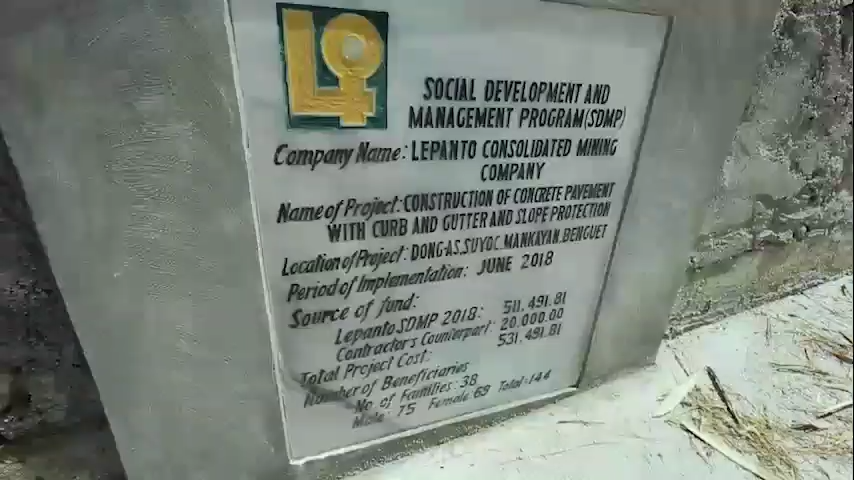 SOCIAL DEVELOPMENT AND
MANAGEMENT PROGRAM(SDMP)
Company Name: LEPANTO CONSOLIDATED MINING
COMPANY
Name of Project: CONSTRUCTION OF CONCRETE PAVEMENT
WITH CURB AND GUTTER AND SLOPE PROTECTION
Location of Project: DONG-AS, SUYOC, MANKAYAN, BENGUET
Period of Implementation: JUNE 2018
Source of fund:
Lepanto SDMP 2018: 511,491.81
Contractor's Counterpart: 20,000.00
Total Project Cost: 531,491.81
Number of Beneficiaries
No. of Families: 38
Male: 75 Female: 69 Total: 144